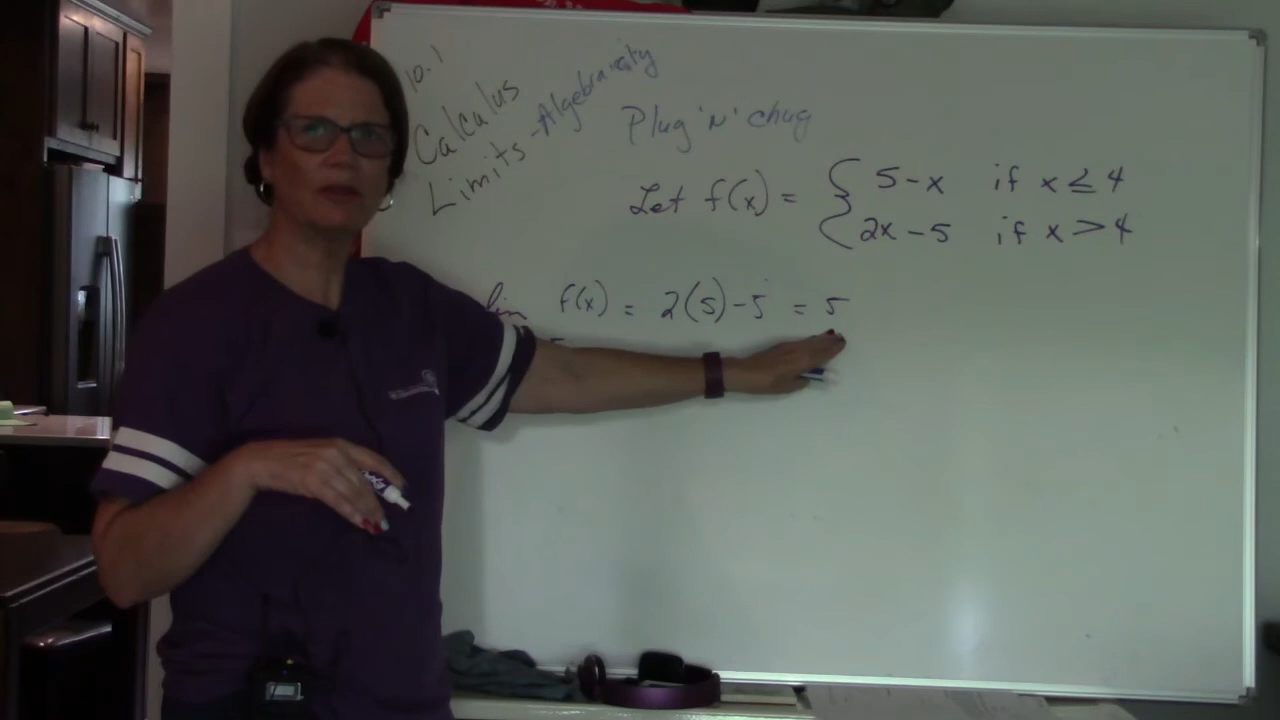 10.1
Calculus
Limits - Algebraically
Plug 'N' chug
Let f(x) = { 5-x if x ≤ 4
2x-5 if x > 4
lim f(x) = 2(5)-5 = 5